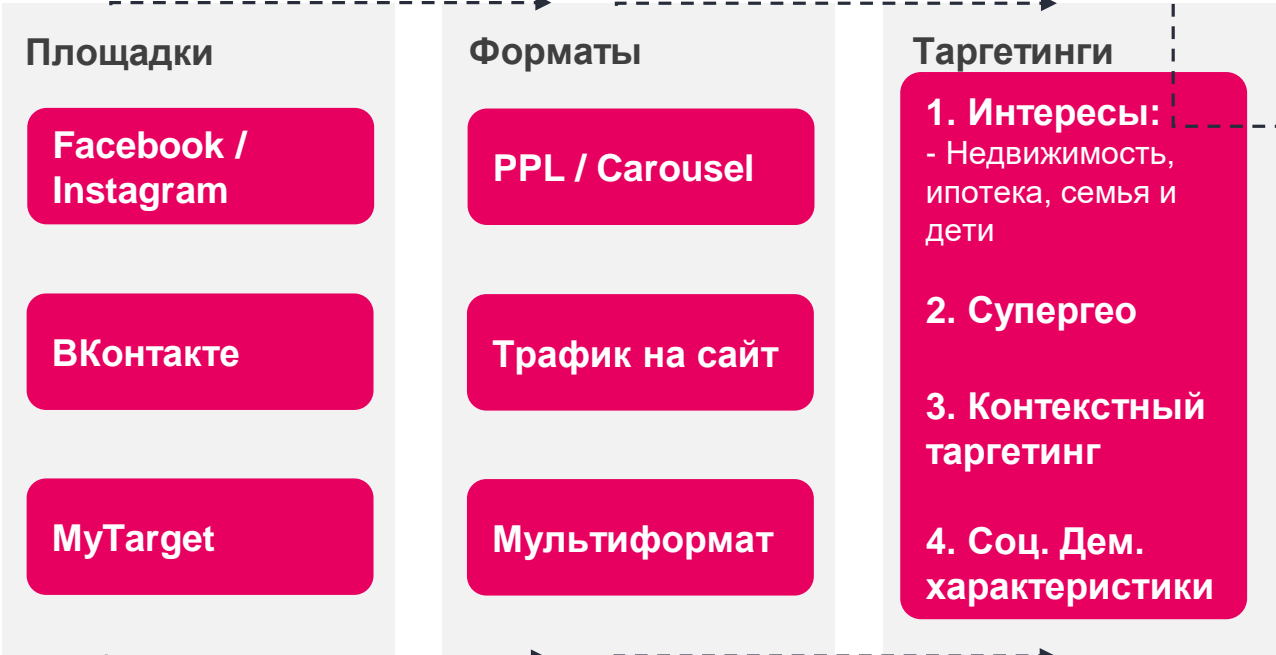 Площадки
Facebook /
Instagram
ВКонтакте
MyTarget
Форматы
PPL / Carousel
Трафик на сайт
Мультиформат
Таргетинги
1. Интересы:
- Недвижимость,
ипотека, семья и
дети
2. Супергео
3. Контекстный
таргетинг
4. Соц. Дем.
характеристики